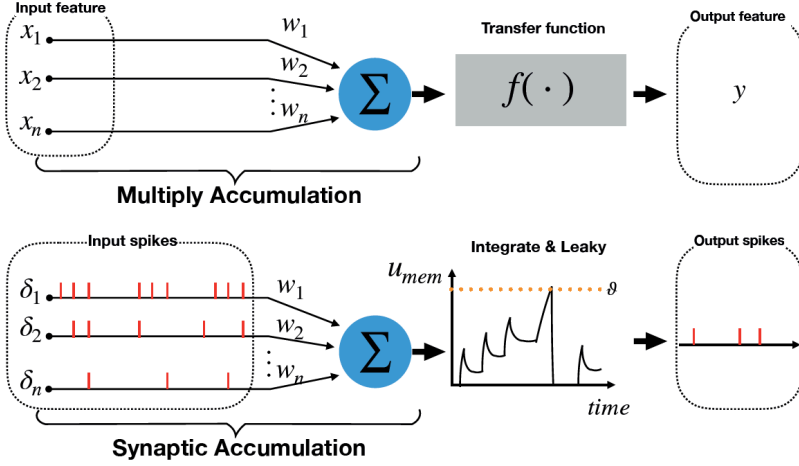 Input feature
Transfer function
Output feature
x₁
w₁
x₂
w₂
⋮
xₙ
wₙ
Σ
f( · )
y
Multiply Accumulation
Input spikes
Integrate & Leaky
Output spikes
δ₁
w₁
δ₂
w₂
⋮
δₙ
wₙ
Σ
u_mem
ϑ
time
Synaptic Accumulation